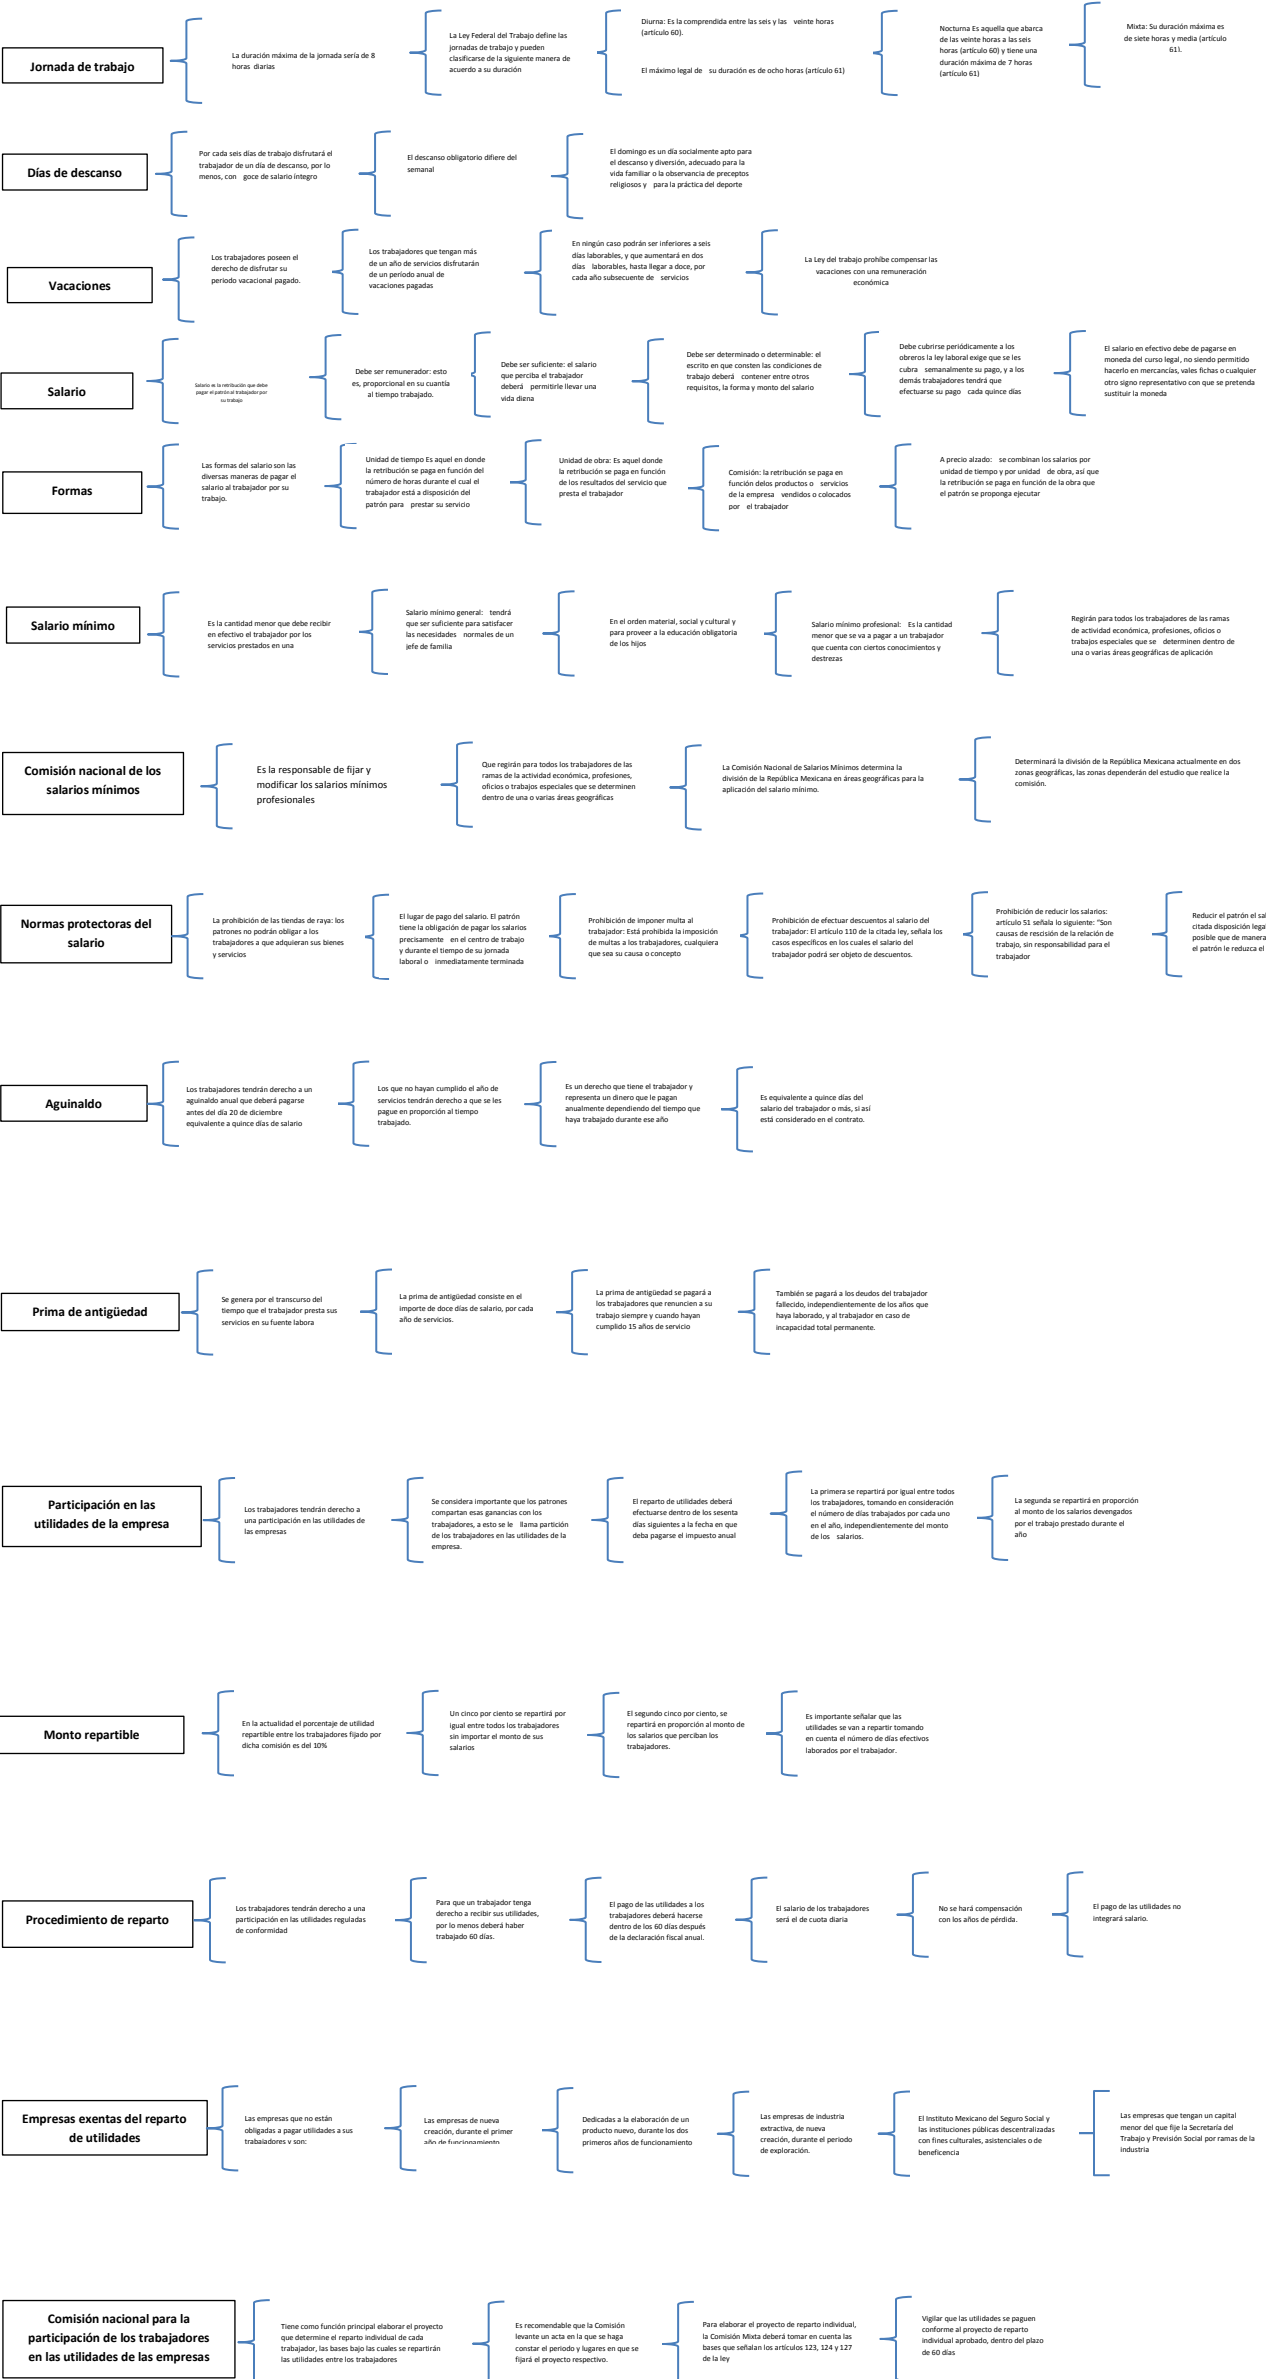 Jornada de trabajo
La duración máxima de la jornada sería de 8
horas diarias
La Ley Federal del Trabajo define las
jornadas de trabajo y pueden
clasificarse de la siguiente manera de
acuerdo a su duración
Diurna: Es la comprendida entre las seis y las veinte horas
(artículo 60).
El máximo legal de su duración es de ocho horas (artículo 61)
Nocturna Es aquella que abarca
de las veinte horas a las seis
horas (artículo 60) y tiene una
duración máxima de 7 horas
(artículo 61)
Mixta: Su duración máxima es
de siete horas y media (artículo
61).
Días de descanso
Por cada seis días de trabajo disfrutará el
trabajador de un día de descanso, por lo
menos, con goce de salario íntegro
El descanso obligatorio difiere del
semanal
El domingo es un día socialmente apto para
el descanso y diversión, adecuado para la
vida familiar o la observancia de preceptos
religiosos y para la práctica del deporte
Vacaciones
Los trabajadores poseen el
derecho de disfrutar su
periodo vacacional pagado.
Los trabajadores que tengan más
de un año de servicios disfrutarán
de un período anual de
vacaciones pagadas
En ningún caso podrán ser inferiores a seis
días laborables, y que aumentará en dos
días laborables, hasta llegar a doce, por
cada año subsecuente de servicios
La Ley del trabajo prohíbe compensar las
vacaciones con una remuneración
económica
Salario
Salario es la retribución que debe
pagar el patrón al trabajador por
su trabajo
Debe ser remunerador: esto
es, proporcional en su cuantía
al tiempo trabajado.
Debe ser suficiente: el salario
que perciba el trabajador
deberá permitirle llevar una
vida digna
Debe ser determinado o determinable: el
escrito en que consten las condiciones de
trabajo deberá contener entre otros
requisitos, la forma y monto del salario
Debe cubrirse periódicamente a los
obreros la ley laboral exige que se les
cubra semanalmente su pago, y a los
demás trabajadores tendrá que
efectuarse su pago cada quince días
El salario en efectivo debe de pagarse en
moneda del curso legal, no siendo permitido
hacerlo en mercancías, vales fichas o cualquier
otro signo representativo con que se pretenda
sustituir la moneda
Formas
Las formas del salario son las
diversas maneras de pagar el
salario al trabajador por su
trabajo.
Unidad de tiempo Es aquel en donde
la retribución se paga en función del
número de horas durante el cual el
trabajador está a disposición del
patrón para prestar su servicio
Unidad de obra: Es aquel donde
la retribución se paga en función
de los resultados del servicio que
presta el trabajador
Comisión: la retribución se paga en
función delos productos o servicios
de la empresa vendidos o colocados
por el trabajador
A precio alzado: se combinan los salarios por
unidad de tiempo y por unidad de obra, así que
la retribución se paga en función de la obra que
el patrón se proponga ejecutar
Salario mínimo
Es la cantidad menor que debe recibir
en efectivo el trabajador por los
servicios prestados en una
Salario mínimo general: tendrá
que ser suficiente para satisfacer
las necesidades normales de un
jefe de familia
En el orden material, social y cultural y
para proveer a la educación obligatoria
de los hijos
Salario mínimo profesional: Es la cantidad
menor que se va a pagar a un trabajador
que cuenta con ciertos conocimientos y
destrezas
Regirán para todos los trabajadores de las ramas
de actividad económica, profesiones, oficios o
trabajos especiales que se determinen dentro de
una o varias áreas geográficas de aplicación
Comisión nacional de los
salarios mínimos
Es la responsable de fijar y
modificar los salarios mínimos
profesionales
Que regirán para todos los trabajadores de las
ramas de la actividad económica, profesiones,
oficios o trabajos especiales que se determinen
dentro de una o varias áreas geográficas
La Comisión Nacional de Salarios Mínimos determina la
división de la República Mexicana en áreas geográficas para la
aplicación del salario mínimo.
Determinará la división de la República Mexicana actualmente en dos
zonas geográficas, las zonas dependerán del estudio que realice la
comisión.
Normas protectoras del
salario
La prohibición de las tiendas de raya: los
patrones no podrán obligar a los
trabajadores a que adquieran sus bienes
y servicios
El lugar de pago del salario. El patrón
tiene la obligación de pagar los salarios
precisamente en el centro de trabajo
y durante el tiempo de su jornada
laboral o inmediatamente terminada
Prohibición de imponer multa al
trabajador: Está prohibida la imposición
de multas a los trabajadores, cualquiera
que sea su causa o concepto
Prohibición de efectuar descuentos al salario del
trabajador: El artículo 110 de la citada ley, señala los
casos específicos en los cuales el salario del
trabajador podrá ser objeto de descuentos.
Prohibición de reducir los salarios:
artículo 51 señala lo siguiente: "Son
causas de rescisión de la relación de
trabajo, sin responsabilidad para el
trabajador
Reducir el patrón el
citada disposición
posible que de manera
el patrón le reduzca el
Aguinaldo
Los trabajadores tendrán derecho a un
aguinaldo anual que deberá pagarse
antes del día 20 de diciembre
equivalente a quince días de salario
Los que no hayan cumplido el año de
servicios tendrán derecho a que se les
pague en proporción al tiempo
trabajado.
Es un derecho que tiene el trabajador y
representa un dinero que le pagan
anualmente dependiendo del tiempo que
haya trabajado durante ese año
Es equivalente a quince días del
salario del trabajador o más, si así
está considerado en el contrato.
Prima de antigüedad
Se genera por el transcurso del
tiempo que el trabajador presta sus
servicios en su fuente labora
La prima de antigüedad consiste en el
importe de doce días de salario, por cada
año de servicios.
La prima de antigüedad se pagará a
los trabajadores que renuncien a su
trabajo siempre y cuando hayan
cumplido 15 años de servicio
También se pagará a los deudos del trabajador
fallecido, independientemente de los años que
haya laborado, y al trabajador en caso de
incapacidad total permanente.
Participación en las
utilidades de la empresa
Los trabajadores tendrán derecho a
una participación en las utilidades de
las empresas
Se considera importante que los patrones
compartan esas ganancias con los
trabajadores, a esto se le llama partición
de los trabajadores en las utilidades de la
empresa.
El reparto de utilidades deberá
efectuarse dentro de los sesenta
días siguientes a la fecha en que
deba pagarse el impuesto anual
La primera se repartirá por igual entre todos
los trabajadores, tomando en consideración
el número de días trabajados por cada uno
en el año, independientemente del monto
de los salarios.
La segunda se repartirá en proporción
al monto de los salarios devengados
por el trabajo prestado durante el
año
Monto repartible
En la actualidad el porcentaje de utilidad
repartible entre los trabajadores fijado por
dicha comisión es del 10%
Un cinco por ciento se repartirá por
igual entre todos los trabajadores
sin importar el monto de sus
salarios
El segundo cinco por ciento, se
repartirá en proporción al monto de
los salarios que perciban los
trabajadores.
Es importante señalar que las
utilidades se van a repartir tomando
en cuenta el número de días efectivos
laborados por el trabajador.
Procedimiento de reparto
Los trabajadores tendrán derecho a una
participación en las utilidades reguladas
de conformidad
Para que un trabajador tenga
derecho a recibir sus utilidades,
por lo menos deberá haber
trabajado 60 días.
El pago de las utilidades a los
trabajadores deberá hacerse
dentro de los 60 días después
de la declaración fiscal anual.
El salario de los trabajadores
será el de cuota diaria
No se hará compensación
con los años de pérdida.
El pago de las utilidades no
integrará salario.
Empresas exentas del reparto
de utilidades
Las empresas que no están
obligadas a pagar utilidades a sus
trabajadores y son:
Las empresas de nueva
creación, durante el primer
año de funcionamiento
Dedicadas a la elaboración de un
producto nuevo, durante los dos
primeros años de funcionamiento
Las empresas de industria
extractiva, de nueva
creación, durante el periodo
de exploración.
El Instituto Mexicano del Seguro Social y
las instituciones públicas descentralizadas
con fines culturales, asistenciales o de
beneficencia
Las empresas que tengan un capital
menor del que fije la Secretaría del
Trabajo y Previsión Social por ramas de la
industria
Comisión nacional para la
participación de los trabajadores
en las utilidades de las empresas
Tiene como función principal elaborar el proyecto
que determine el reparto individual de cada
trabajador, las bases bajo las cuales se repartirán
las utilidades entre los trabajadores
Es recomendable que la Comisión
levante un acta en la que se haga
constar el periodo y lugares en que se
fijará el proyecto respectivo.
Para elaborar el proyecto de reparto individual,
la Comisión Mixta deberá tomar en cuenta las
bases que señalan los artículos 123, 124 y 127
de la ley
Vigilar que las utilidades se paguen
conforme al proyecto de reparto
individual aprobado, dentro del plazo
de 60 días